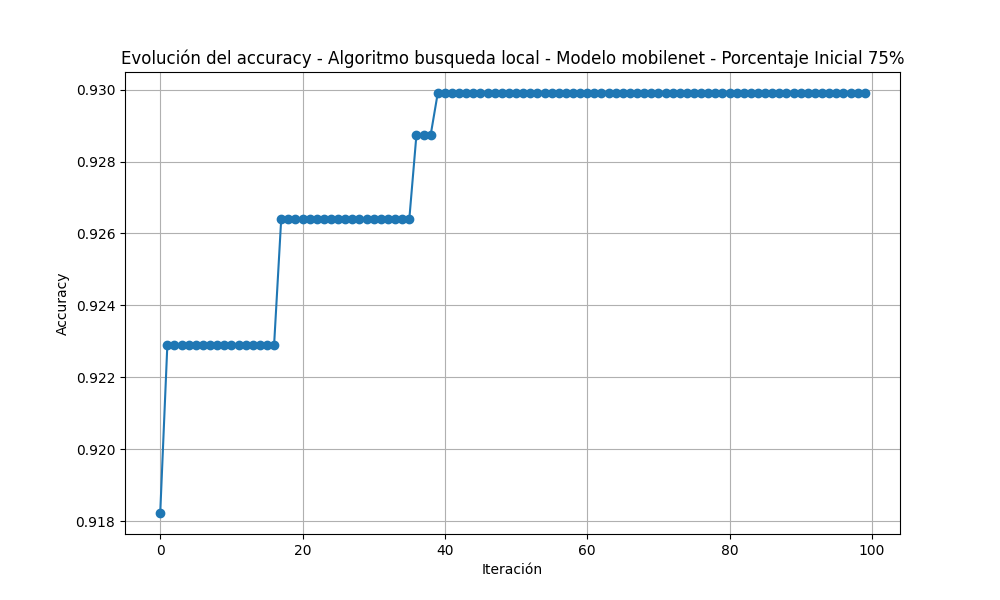 Evolución del accuracy - Algoritmo busqueda local - Modelo mobilenet - Porcentaje Inicial 75%
0.930
0.928
0.926
0.924
0.922
0.920
0.918
Accuracy
0 20 40 60 80 100
Iteración